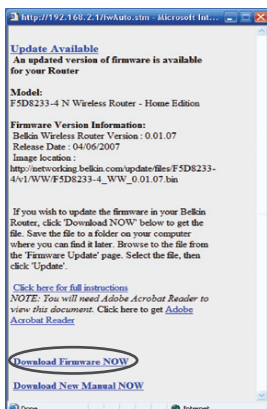 http://192.168.2.1/fwAuto.stm - Microsoft Int...
Update Available
An updated version of firmware is available
for your Router
Model:
F5D8233-4 N Wireless Router - Home Edition
Firmware Version Information:
Belkin Wireless Router Version : 0.01.07
Release Date : 04/06/2007
Image location :
http://networking.belkin.com/update/files/F5D8233-
4/v1/WW/F5D8233-4_WW_0.01.07.bin
If you wish to update the firmware in your Belkin
Router, click 'Download NOW' below to get the
file. Save the file to a folder on your computer
where you can find it later. Browse to the file from
the 'Firmware Update' page. Select the file, then
click 'Update'.
Click here for full instructions
NOTE: You will need Adobe Acrobat Reader to
view this document. Click here to get Adobe
Acrobat Reader
Download Firmware NOW
Download New Manual NOW
Done
Internet